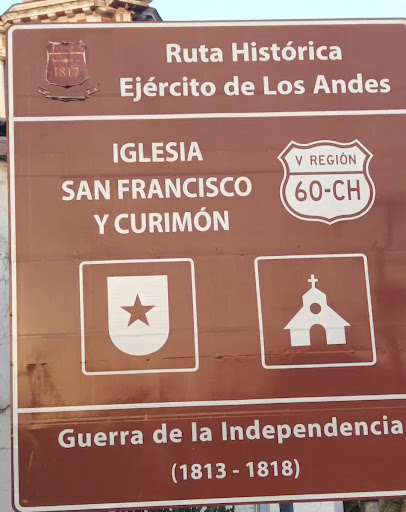 1817
Ruta Histórica
Ejército de Los Andes
IGLESIA
SAN FRANCISCO
Y CURIMÓN
V REGIÓN
60-CH
Guerra de la Independencia
(1813 - 1818)